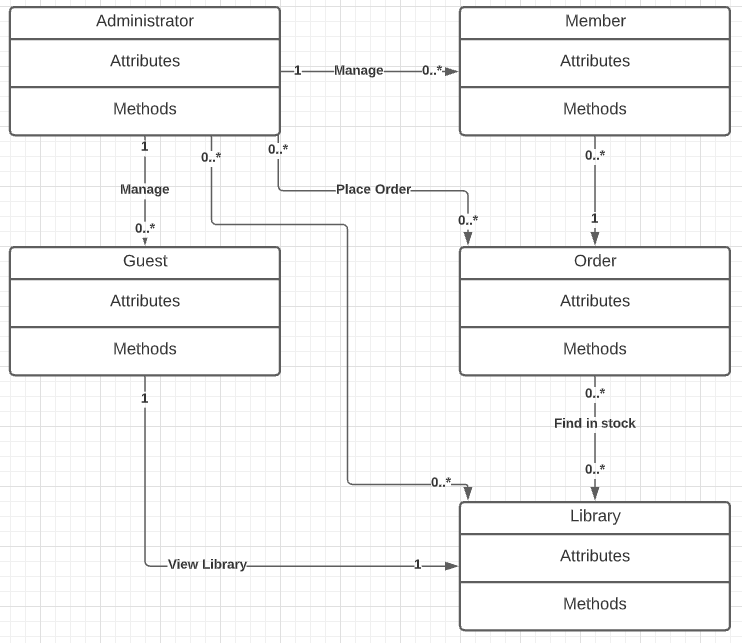 Administrator
Attributes
Methods
Member
Attributes
Methods
1 Manage 0..*
1
Manage
0..*
0..*
0..*
Place Order
0..*
0..*
1
Guest
Attributes
Methods
Order
Attributes
Methods
1
0..*
Find in stock
0..*
0..*
Library
Attributes
Methods
View Library 1